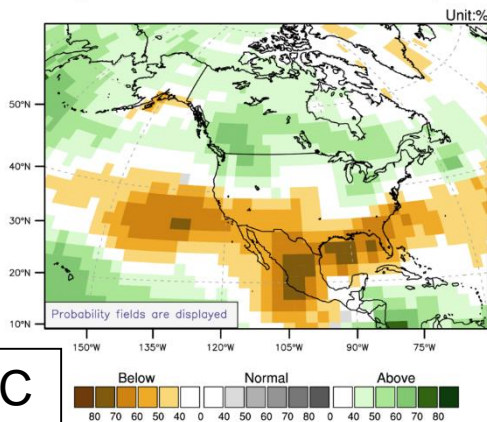 Unit:%
50°N
40°N
30°N
20°N
10°N
Probability fields are displayed
150°W 135°W 120°W 105°W 90°W 75°W
C
Below Normal Above
80 70 60 50 40 0 40 50 60 70 80 0 40 50 60 70 80